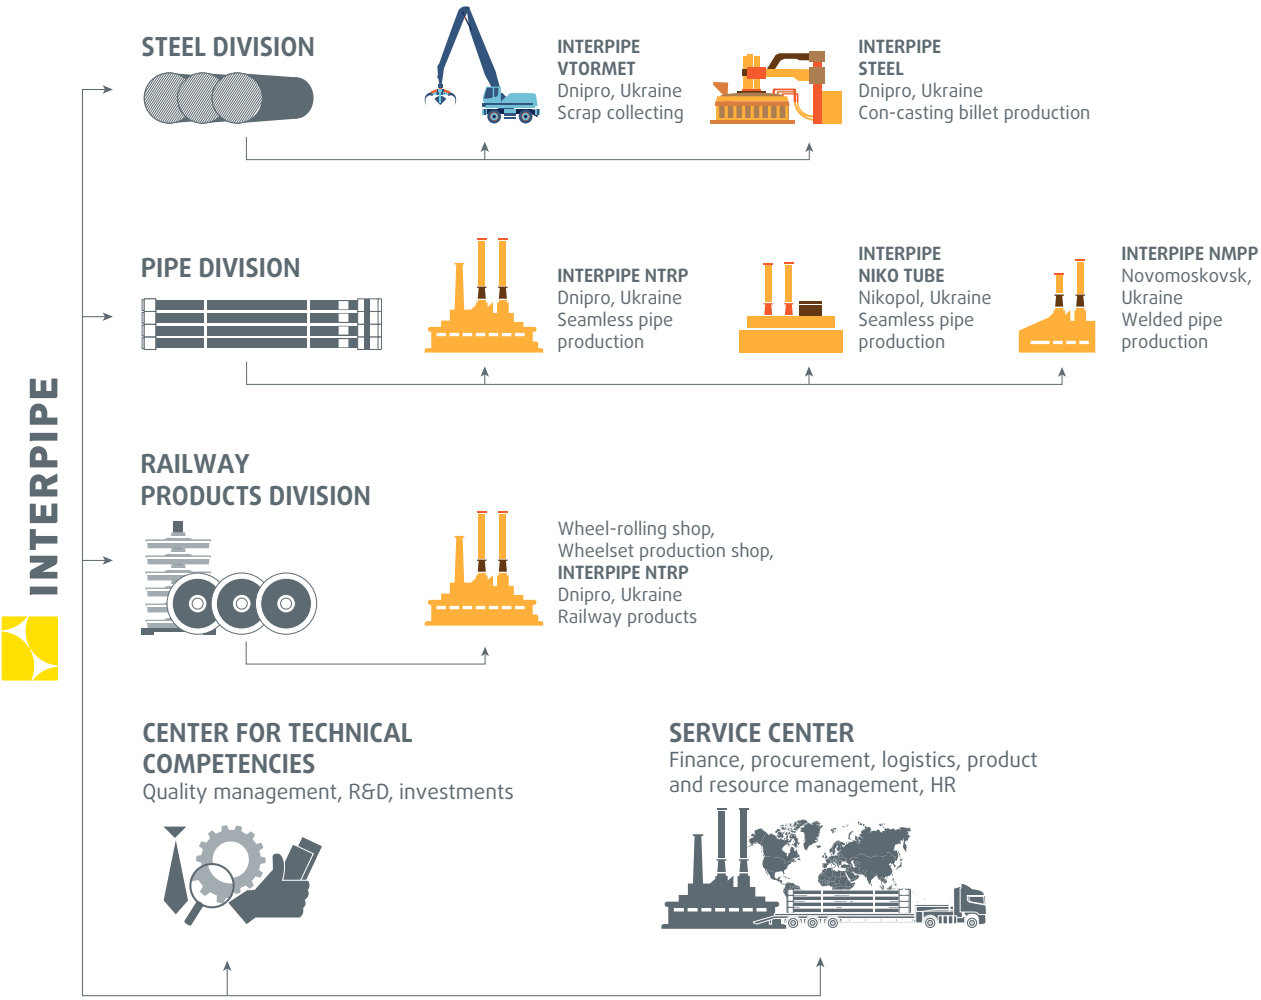 INTERPIPE
STEEL DIVISION
INTERPIPE
VTORMET
Dnipro, Ukraine
Scrap collecting
INTERPIPE
STEEL
Dnipro, Ukraine
Con-casting billet production
PIPE DIVISION
INTERPIPE NTRP
Dnipro, Ukraine
Seamless pipe
production
INTERPIPE
NIKO TUBE
Nikopol, Ukraine
Seamless pipe
production
INTERPIPE NMPP
Novomoskovsk,
Ukraine
Welded pipe
production
RAILWAY
PRODUCTS DIVISION
Wheel-rolling shop,
Wheelset production shop,
INTERPIPE NTRP
Dnipro, Ukraine
Railway products
CENTER FOR TECHNICAL
COMPETENCIES
Quality management, R&D, investments
SERVICE CENTER
Finance, procurement, logistics, product
and resource management, HR